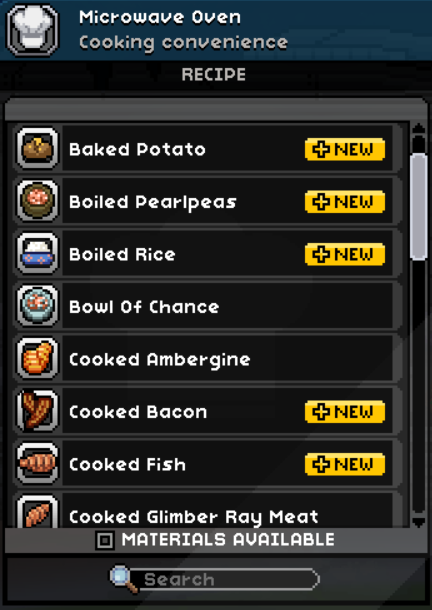 Microwave Oven
Cooking convenience
RECIPE
Baked Potato NEW
Boiled Pearlpeas NEW
Boiled Rice NEW
Bowl Of Chance
Cooked Ambergine
Cooked Bacon NEW
Cooked Fish NEW
Cooked Glimber Ray Meat
MATERIALS AVAILABLE
Search